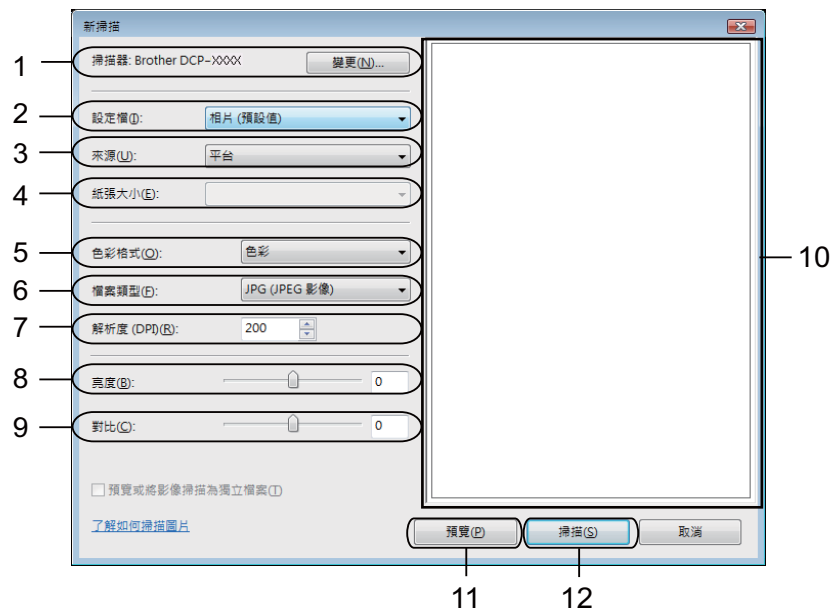 新掃描
1 掃描器: Brother DCP-XXXX 變更(N)...
2 設定檔(I): 相片 (預設值)
3 來源(U): 平台
4 紙張大小(E):
5 色彩格式(O): 色彩
10
6 檔案類型(F): JPG (JPEG 影像)
7 解析度 (DPI)(R): 200
8 亮度(B): 0
9 對比(C): 0
預覽或將影像掃描為獨立檔案(T)
了解如何掃描圖片
預覽(P) 掃描(S) 取消
11 12